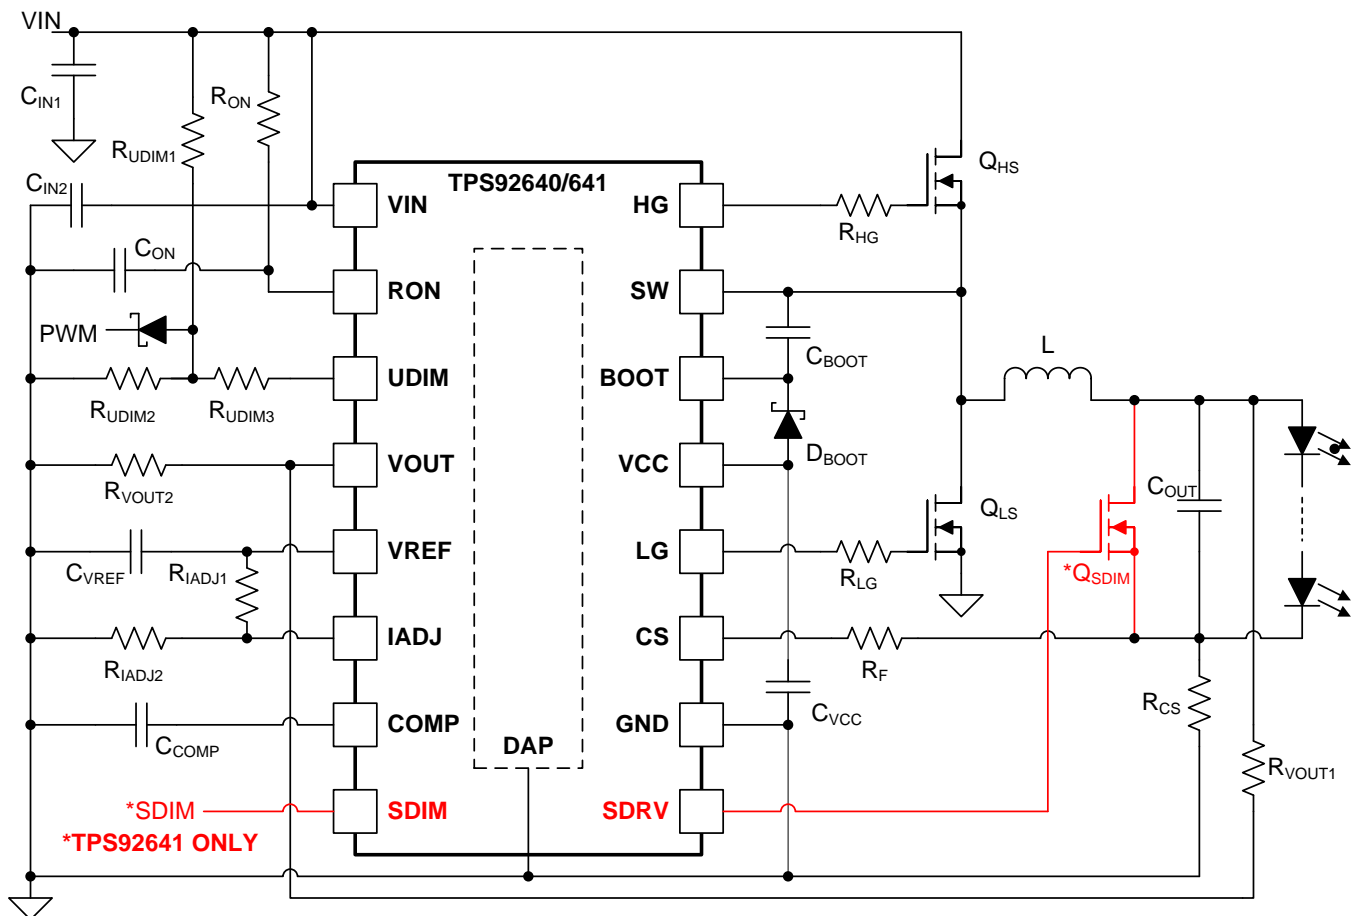 VIN
CIN1
RUDIM1
RON
CIN2
CON
PWM
RUDIM2
RUDIM3
RVOUT2
CVREF
RIADJ1
RIADJ2
CCOMP
*SDIM
*TPS92641 ONLY
TPS92640/641
VIN
RON
UDIM
VOUT
VREF
IADJ
COMP
SDIM
DAP
HG
SW
BOOT
VCC
LG
CS
GND
SDRV
RHG
QHS
CBOOT
DBOOT
L
QLS
RLG
COUT
*QSDIM
RF
CVCC
RCS
RVOUT1